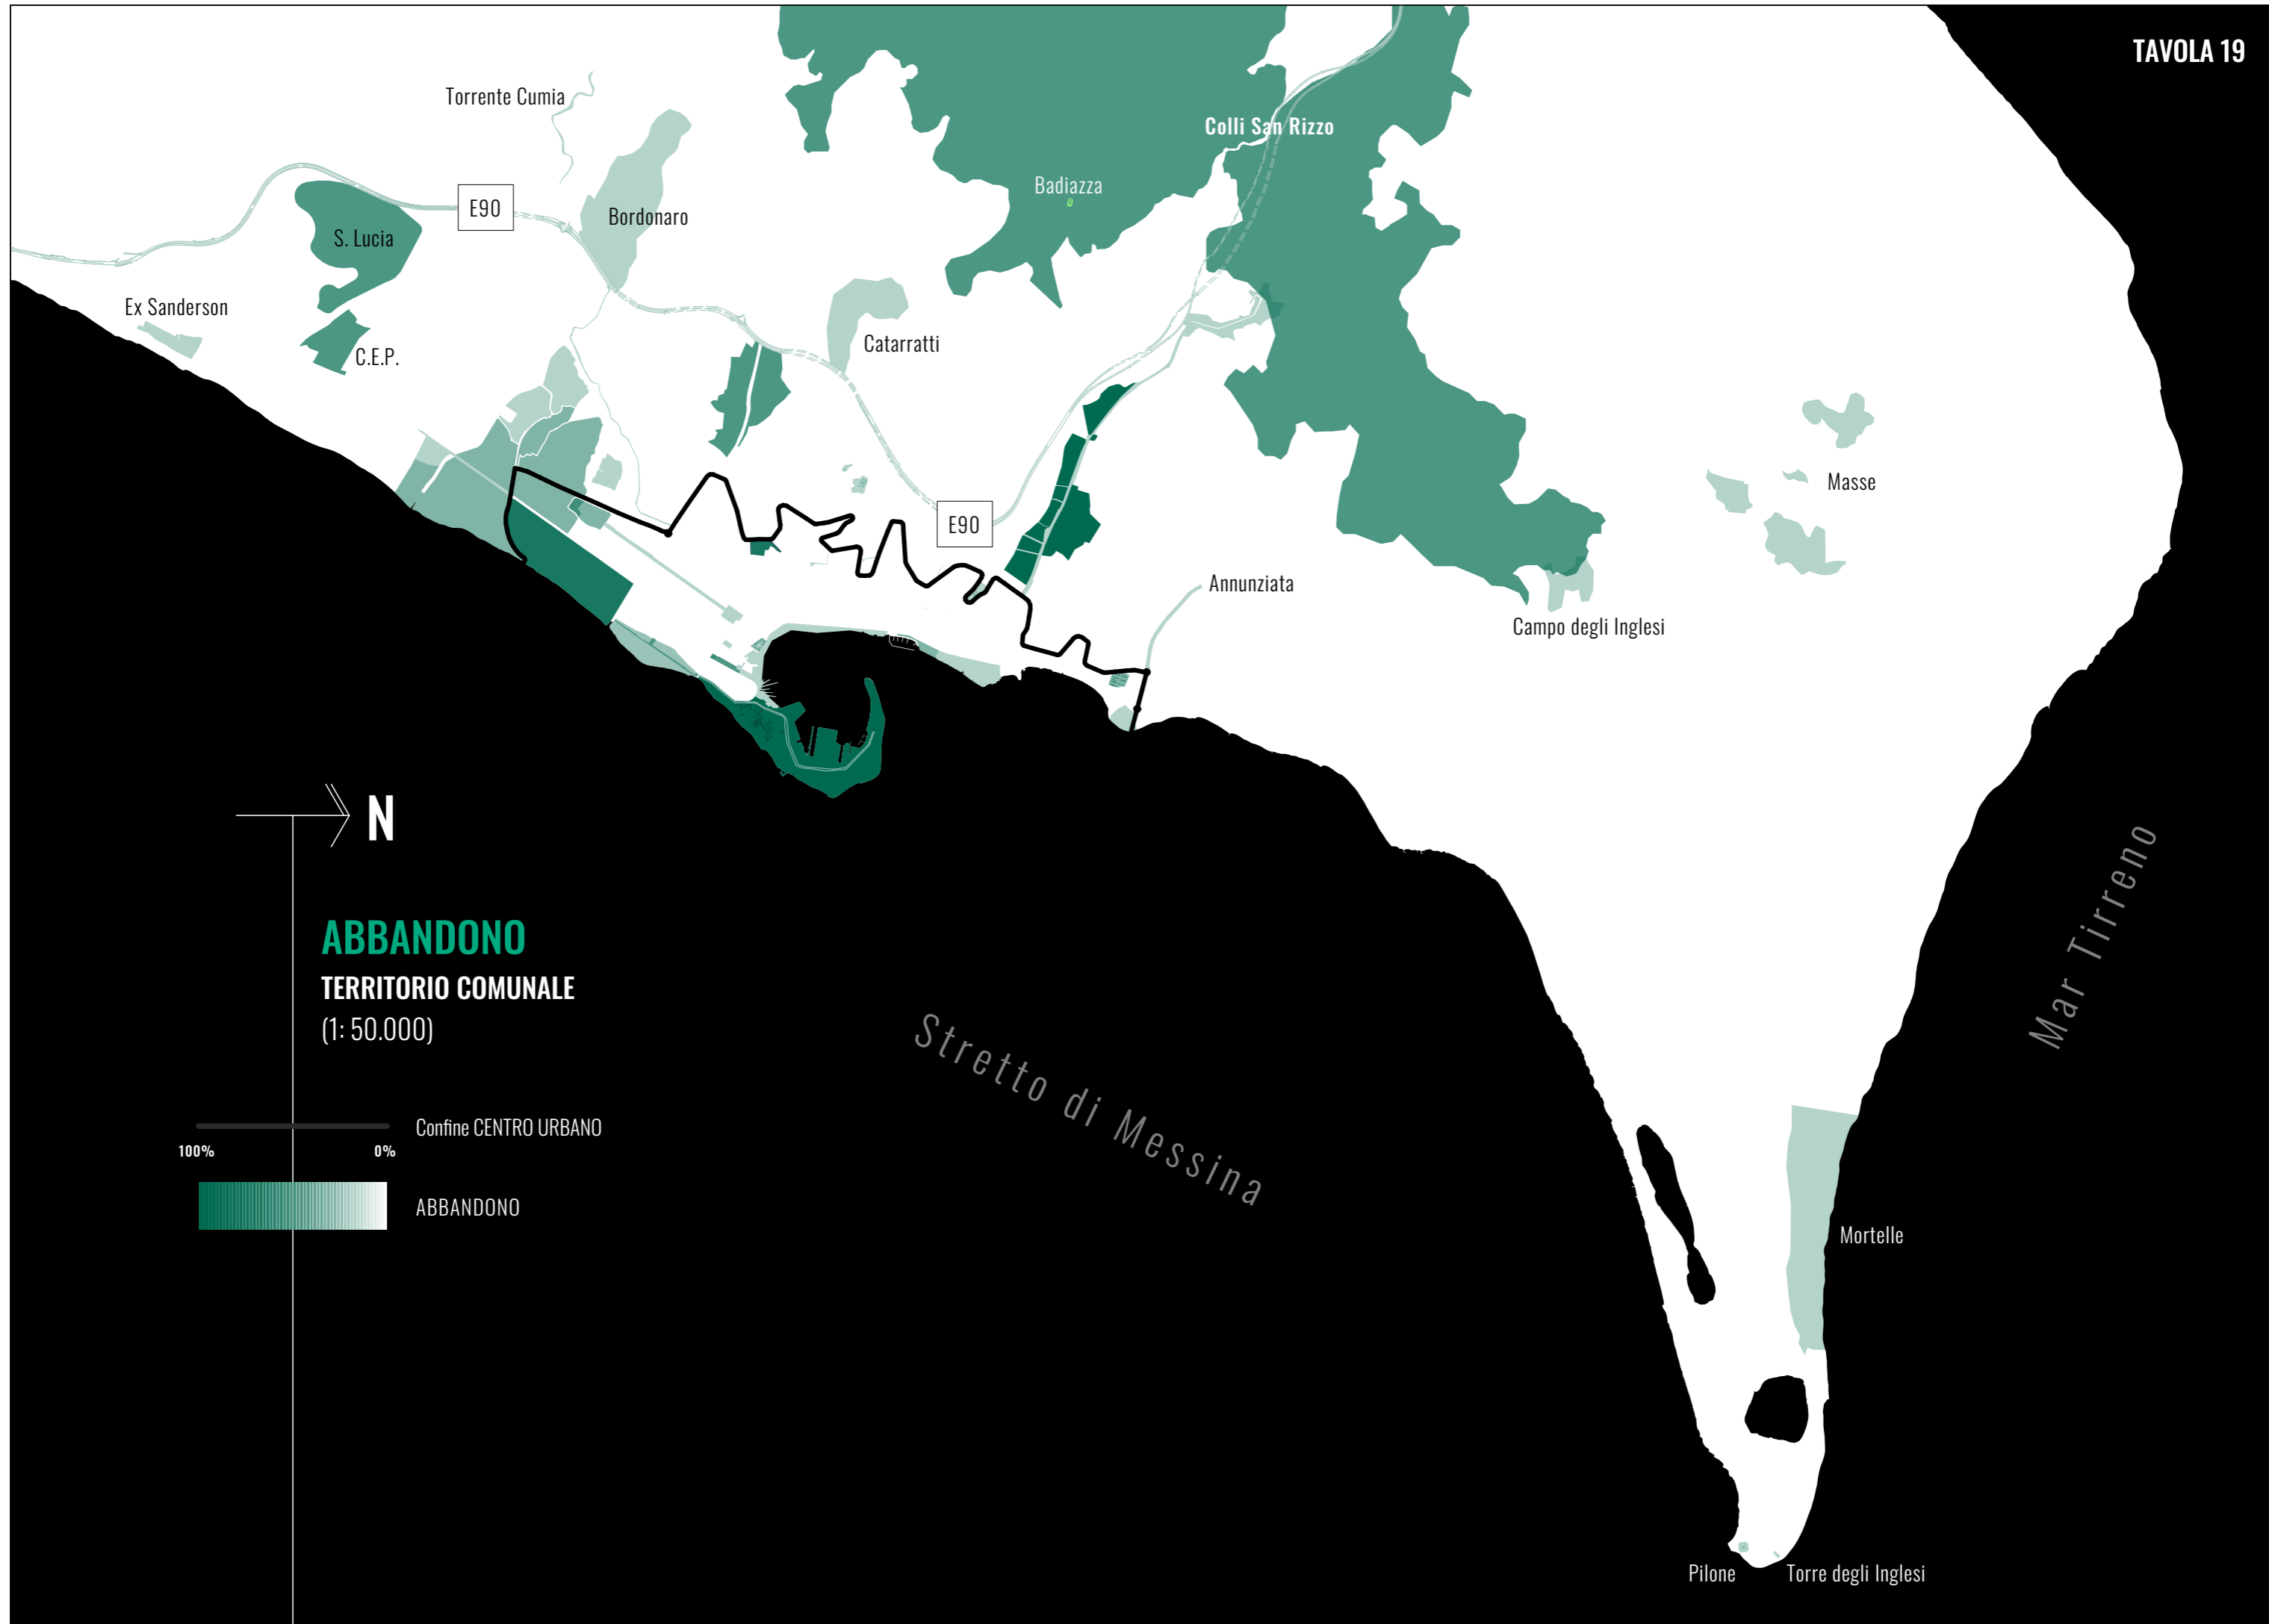 TAVOLA 19
Torrente Cumia
Colli San Rizzo
Badiazza
E90
Bordonaro
S. Lucia
Ex Sanderson
Catarratti
C.E.P.
Masse
E90
Annunziata
Campo degli Inglesi
N
ABBANDONO
TERRITORIO COMUNALE
(1: 50.000)
Mar Tirreno
Stretto di Messina
Confine CENTRO URBANO
100% 0%
ABBANDONO
Mortelle
Pilone
Torre degli Inglesi